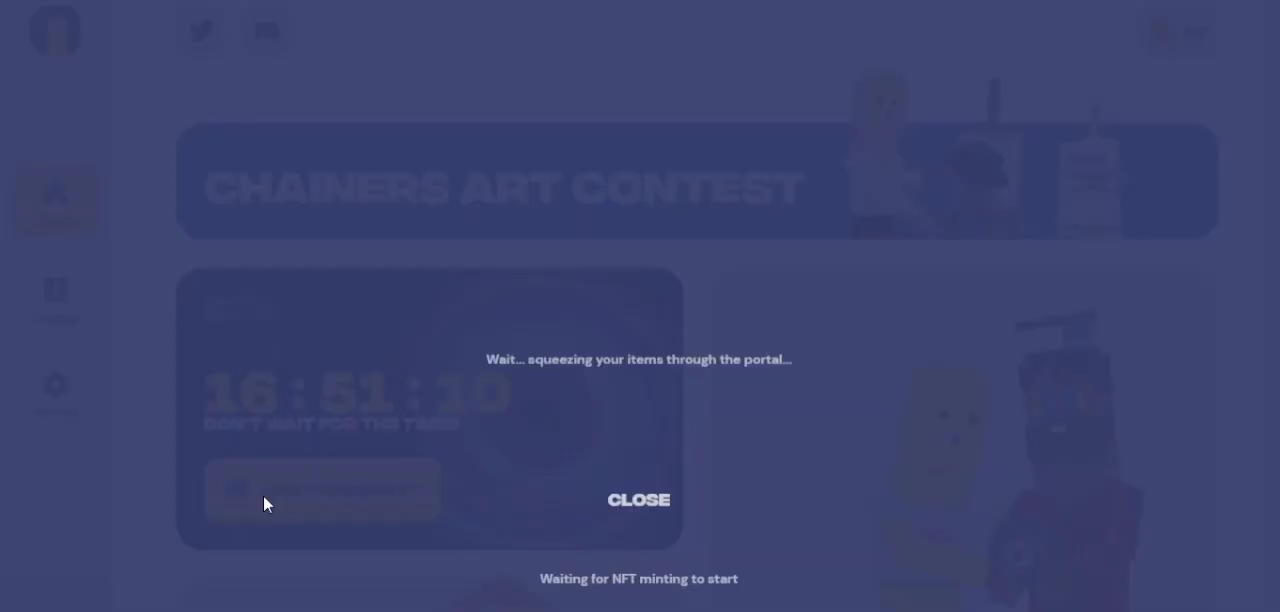 CHAINERS ART CONTEST
Wait... squeezing your items through the portal...
16 : 51 : 10
DON'T WAIT FOR THE TIMER
CLOSE
Waiting for NFT minting to start